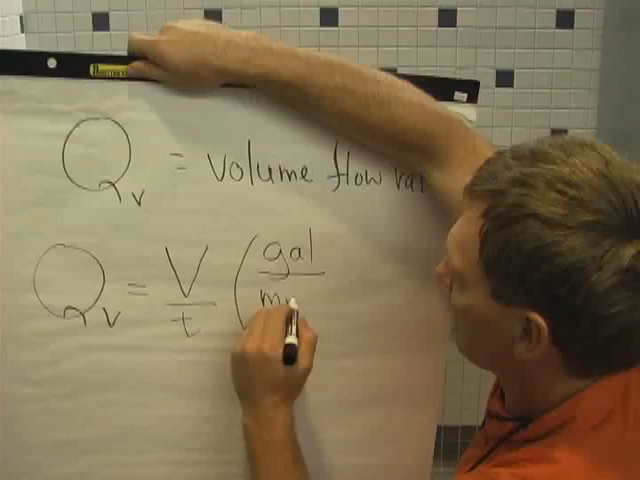 Qv = volume flow ra
Qv = V/t (gal/m